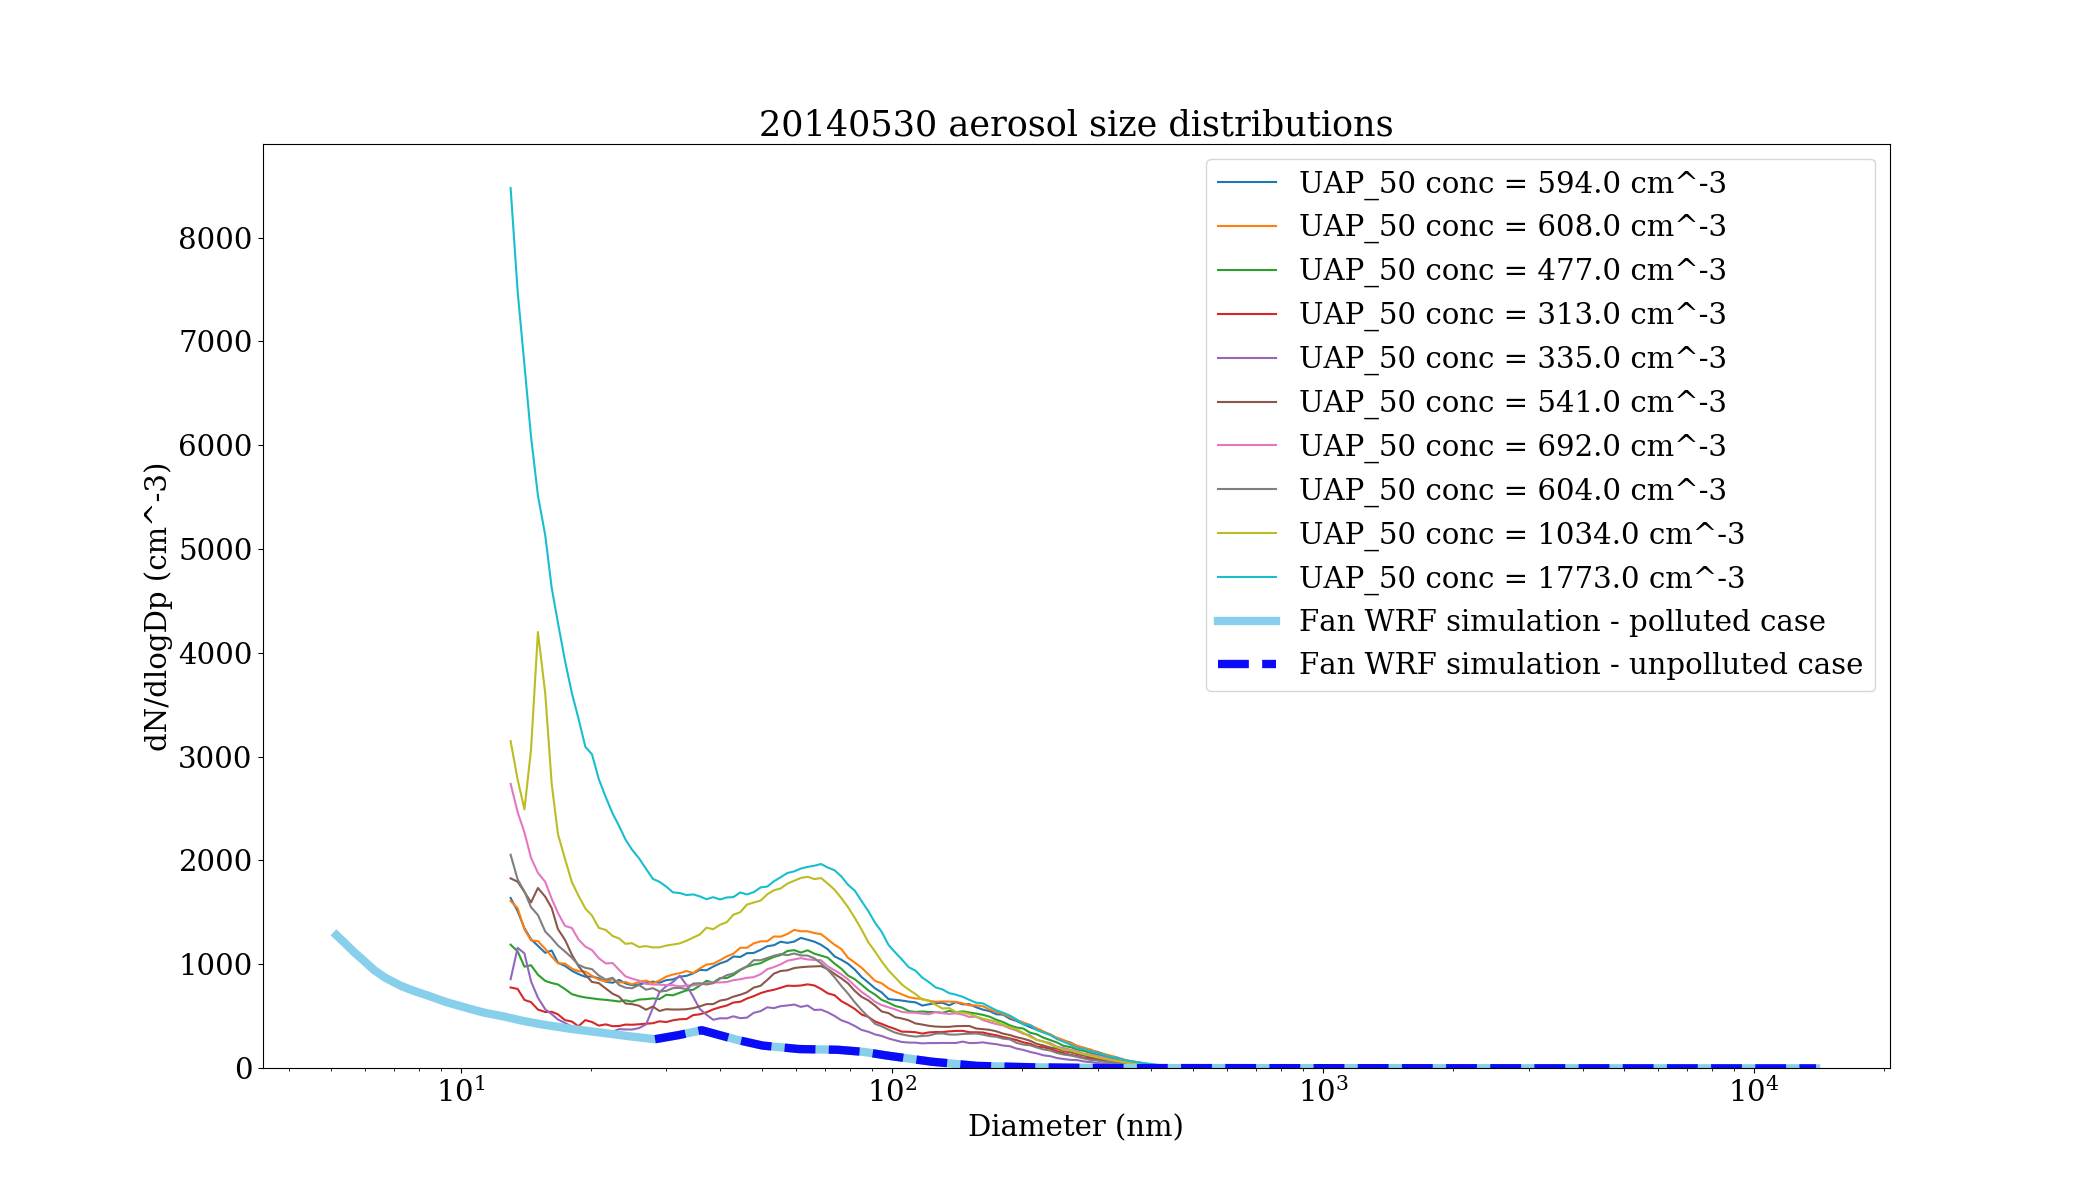 20140530 aerosol size distributions
UAP_50 conc = 594.0 cm^-3
UAP_50 conc = 608.0 cm^-3
UAP_50 conc = 477.0 cm^-3
UAP_50 conc = 313.0 cm^-3
UAP_50 conc = 335.0 cm^-3
UAP_50 conc = 541.0 cm^-3
UAP_50 conc = 692.0 cm^-3
UAP_50 conc = 604.0 cm^-3
UAP_50 conc = 1034.0 cm^-3
UAP_50 conc = 1773.0 cm^-3
Fan WRF simulation - polluted case
Fan WRF simulation - unpolluted case
dN/dlogDp (cm^-3)
8000
7000
6000
5000
4000
3000
2000
1000
0
10¹ 10² 10³ 10⁴
Diameter (nm)